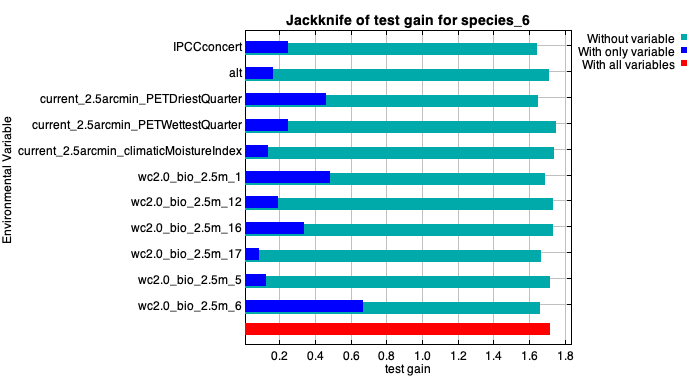 Jackknife of test gain for species_6
Without variable
With only variable
With all variables
Environmental Variable
IPCCconcert
alt
current_2.5arcmin_PETDriestQuarter
current_2.5arcmin_PETWettestQuarter
current_2.5arcmin_climaticMoistureIndex
wc2.0_bio_2.5m_1
wc2.0_bio_2.5m_12
wc2.0_bio_2.5m_16
wc2.0_bio_2.5m_17
wc2.0_bio_2.5m_5
wc2.0_bio_2.5m_6
0.2 0.4 0.6 0.8 1.0 1.2 1.4 1.6 1.8
test gain